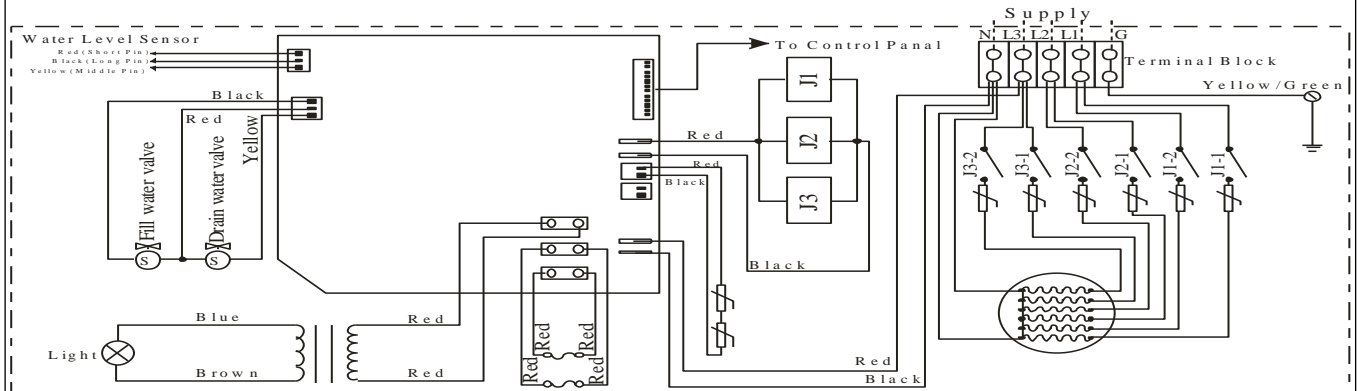 Supply
Water Level Sensor
Red(Short Pin)
Black(Long Pin)
Yellow(Middle Pin)
To Control Panal
N L3 L2 L1 G
Terminal Block
Yellow/Green
Black
Red
Yellow
Fill water valve
Drain water valve
S
S
J1
J2
J3
Red
Red
Black
Black
J3-2
J3-1
J2-2
J2-1
J1-2
J1-1
Light
Blue
Brown
Red
Red
Red
Red
Red
Red
Red
Black